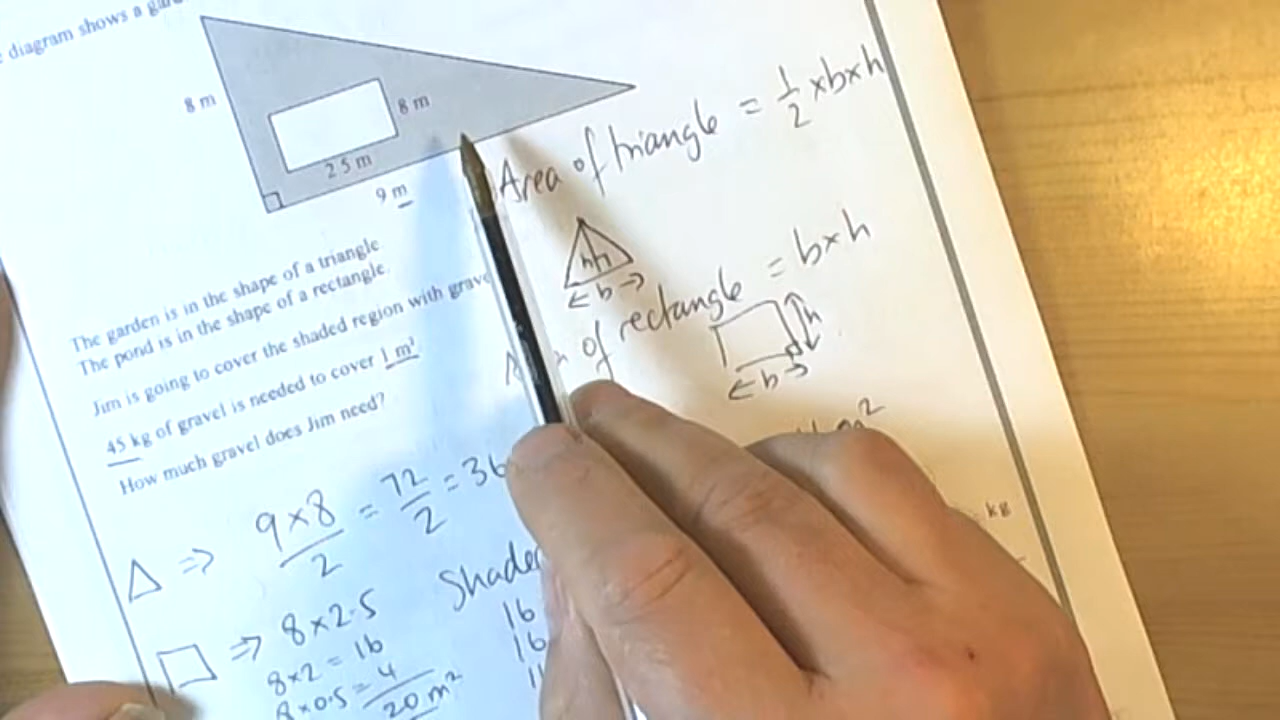 diagram shows a
8 m
8 m
2 5 m
9 m
Area of triangle = 1/2 ×b×h
h
← b →
of rectangle = b×h
h
← b →
The garden is in the shape of a triangle
The pond is in the shape of a rectangle.
Jim is going to cover the shaded region with
45 kg of gravel is needed to cover 1 m²
How much gravel does Jim need?
⇒ 9×8/2 = 72/2 = 36
kg
⇒ 8×2.5
8×2 = 16
8×0.5 = 4
20 m²
16
16